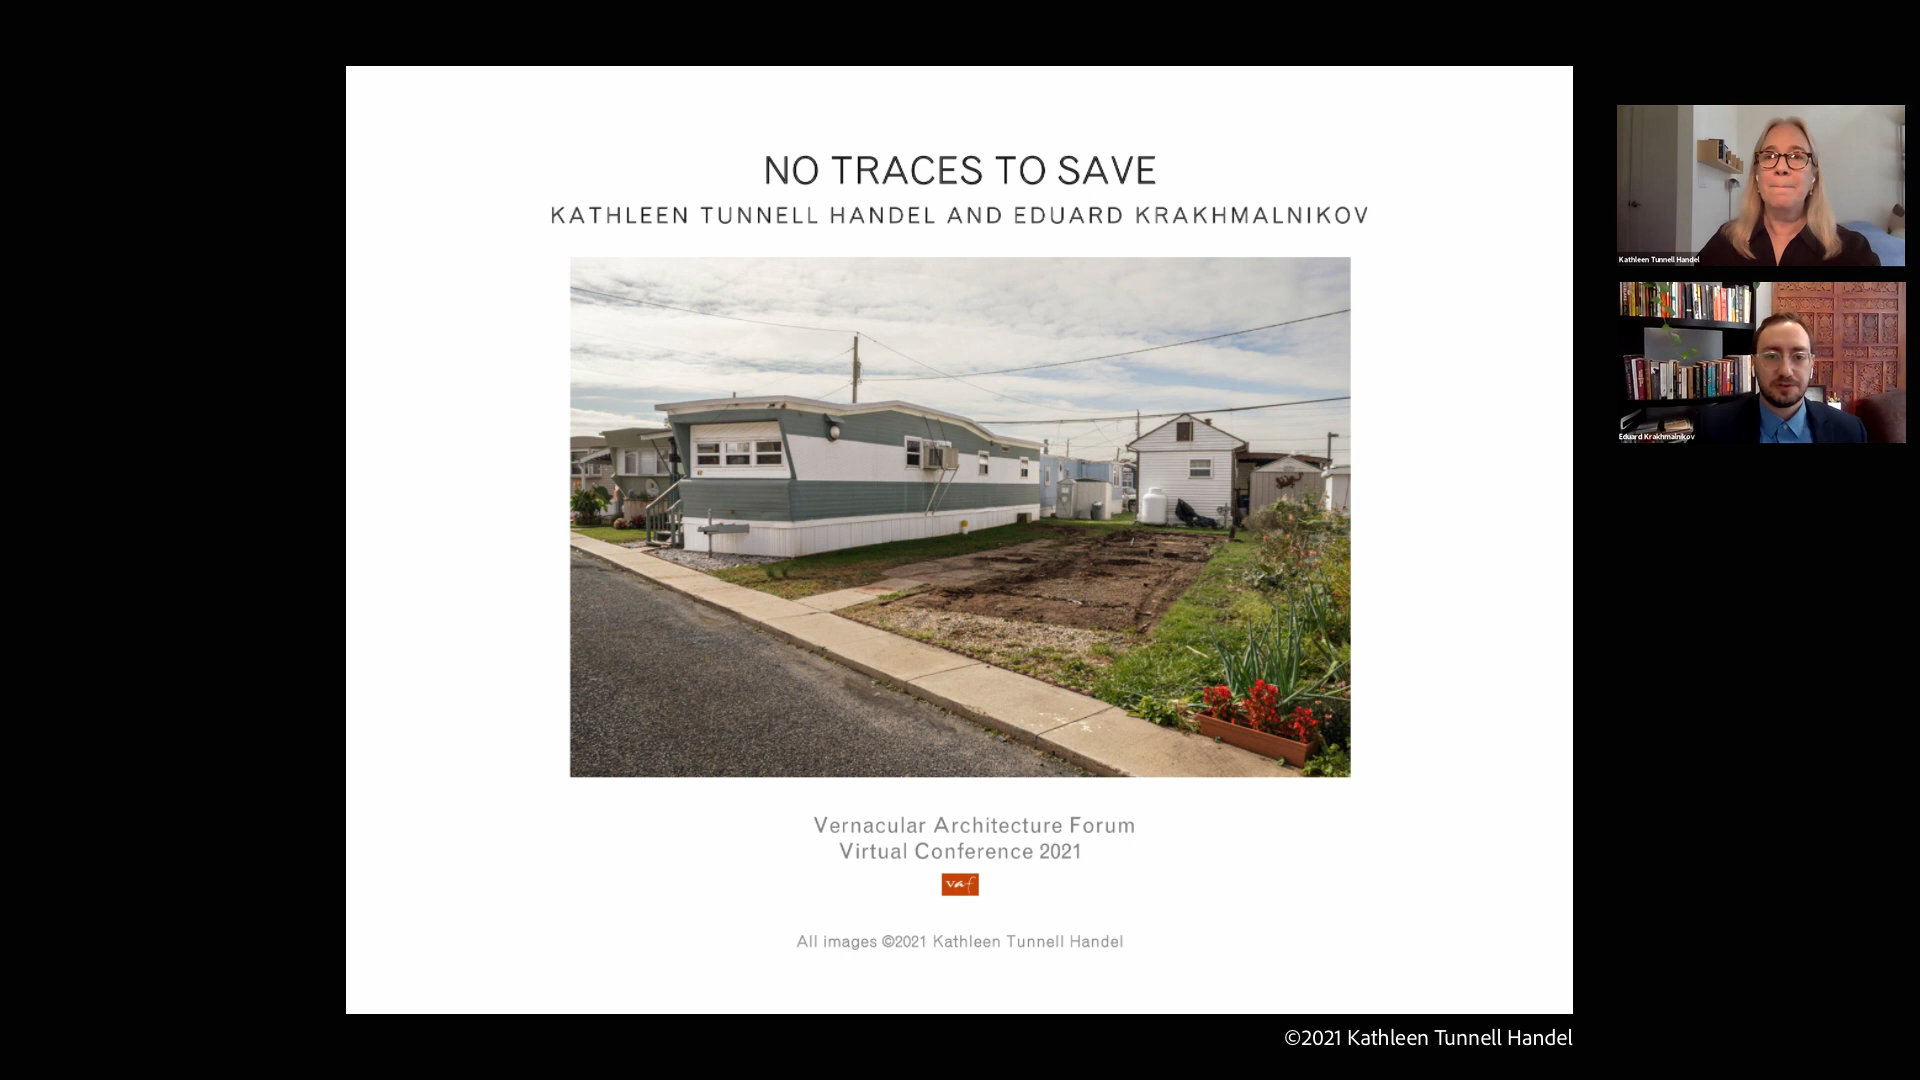 NO TRACES TO SAVE
KATHLEEN TUNNELL HANDEL AND EDUARD KRAKHMALNIKOV
Vernacular Architecture Forum
Virtual Conference 2021
vaf
All images ©2021 Kathleen Tunnell Handel
©2021 Kathleen Tunnell Handel
Kathleen Tunnell Handel
Eduard Krakhmalnikov